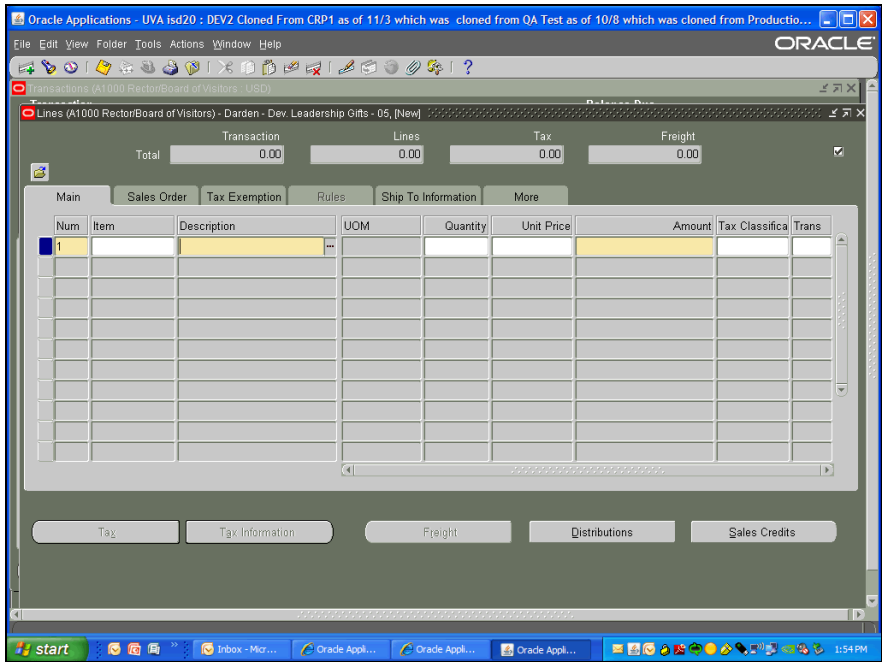 Oracle Applications - UVA isd20 : DEV2 Cloned From CRP1 as of 11/3 which was cloned from QA Test as of 10/8 which was cloned from Productio...
File Edit View Folder Tools Actions Window Help
ORACLE
Transactions (A1000 Rector/Board of Visitors : USD)
Transaction Balance Due
Lines (A1000 Rector/Board of Visitors) - Darden - Dev. Leadership Gifts - 05, [New]
Transaction Lines Tax Freight
Total 0.00 0.00 0.00 0.00
Main Sales Order Tax Exemption Rules Ship To Information More
Num Item Description UOM Quantity Unit Price Amount Tax Classifica Trans
1 ...
Tax Tax Information Freight Distributions Sales Credits
start Inbox - Micr... Oracle Appli... Oracle Appli... Oracle Appli... 1:54 PM